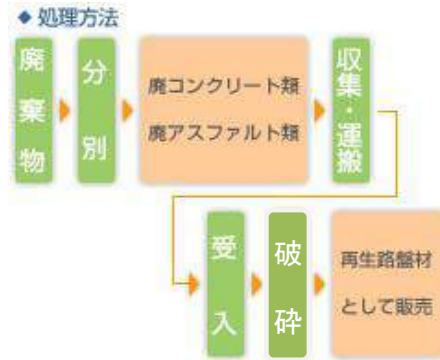 ◆ 処理方法
廃棄物
分別
廃コンクリート類
廃アスファルト類
収集・運搬
受入
破砕
再生路盤材
として販売